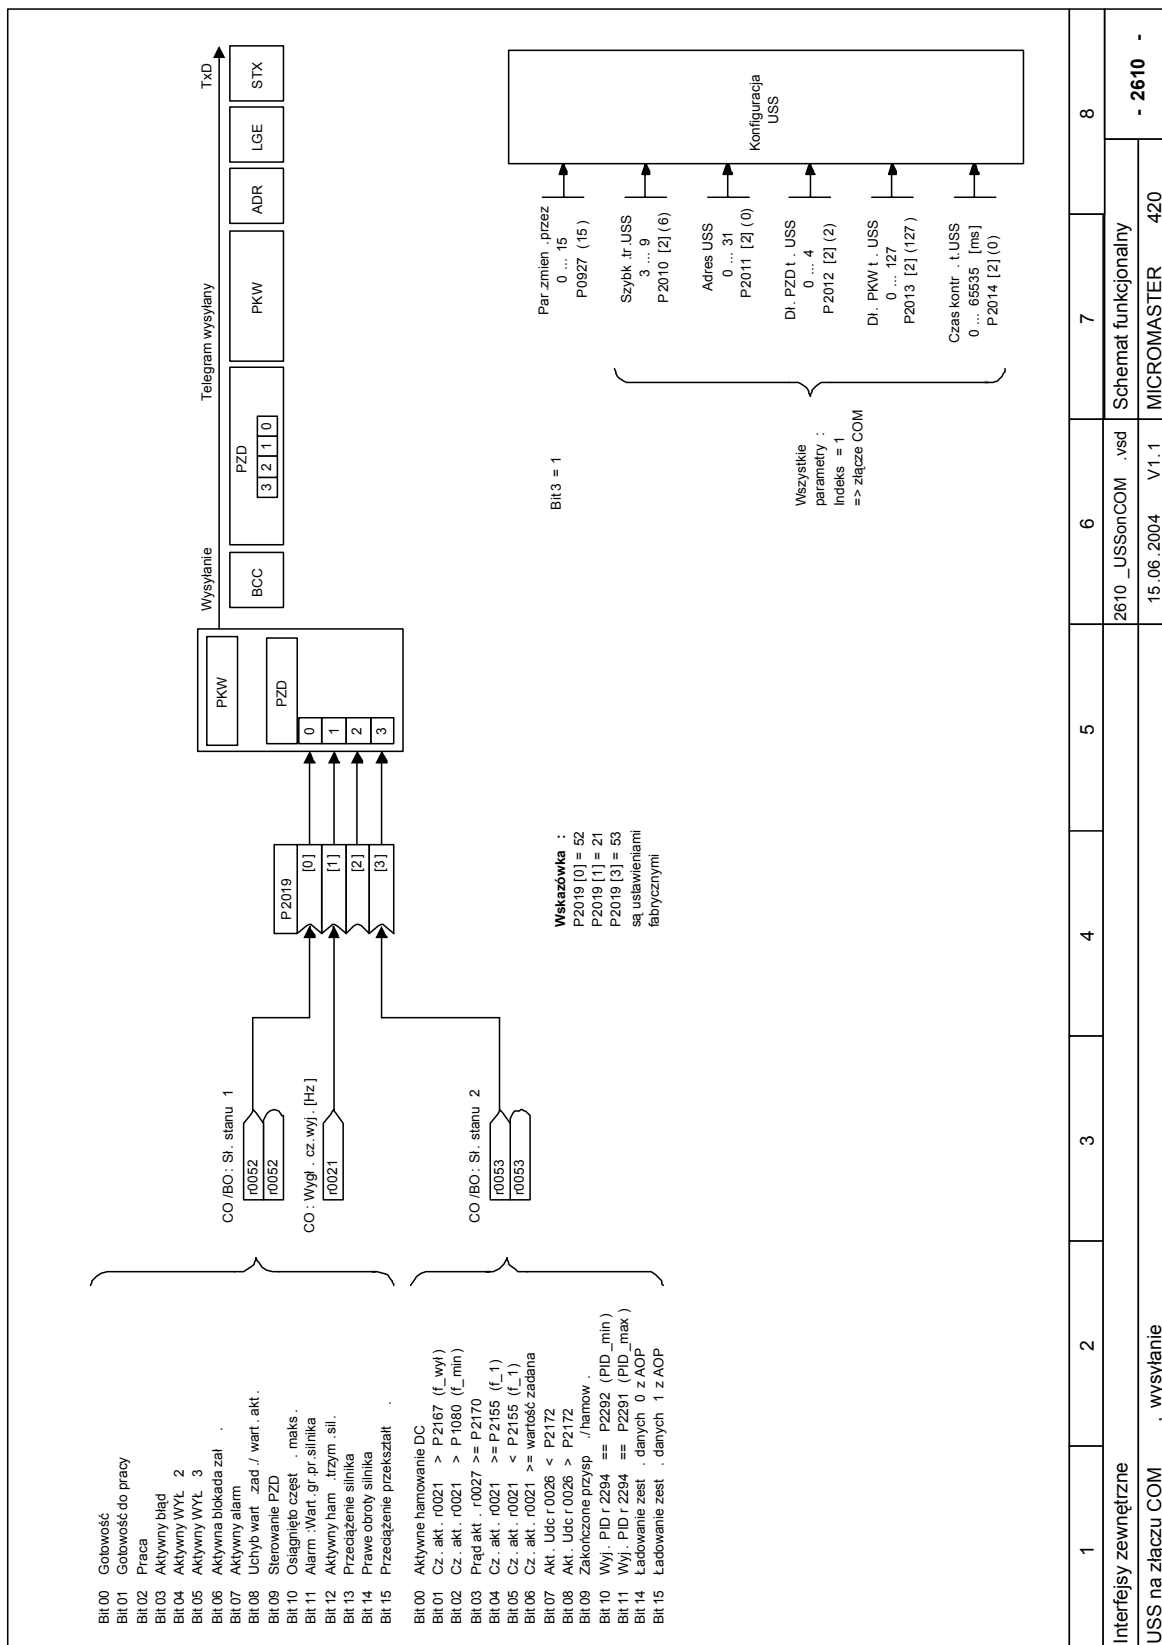 Bit 00 Gotowość
Bit 01 Gotowość do pracy
Bit 02 Praca
Bit 03 Aktywny błąd
Bit 04 Aktywny WYŁ 2
Bit 05 Aktywny WYŁ 3
Bit 06 Aktywna blokada zał .
Bit 07 Aktywny alarm
Bit 08 Uchyb wart .zad ./ wart . akt .
Bit 09 Sterowanie PZD
Bit 10 Osiągnięto częst . maks .
Bit 11 Alarm :Wart .gr .pr .silnika
Bit 12 Aktywny ham .trzym .sil .
Bit 13 Przeciążenie silnika
Bit 14 Prawe obroty silnika
Bit 15 Przeciążenie przekształt .
Bit 00 Aktywne hamowanie DC
Bit 01 Cz . akt . r0021 > P2167 (f_wył )
Bit 02 Cz . akt . r0021 > P1080 (f_min )
Bit 03 Prąd akt . r0027 >= P2170
Bit 04 Cz . akt . r0021 >= P2155 (f_1)
Bit 05 Cz . akt . r0021 < P2155 (f_1)
Bit 06 Cz . akt . r0021 >= wartość zadana
Bit 07 Akt . Udc r 0026 < P2172
Bit 08 Akt . Udc r 0026 > P2172
Bit 09 Zakończone przysp ./hamow .
Bit 10 Wyj . PID r 2294 == P2292 (PID_min )
Bit 11 Wyj . PID r 2294 == P2291 (PID_max )
Bit 14 Ładowanie zest . danych 0 z AOP
Bit 15 Ładowanie zest . danych 1 z AOP
CO /BO : Sł . stanu 1
r0052
r0052
CO : Wygł . cz .wyj . [Hz ]
r0021
CO /BO : Sł . stanu 2
r0053
r0053
P2019
[0]
[1]
[2]
[3]
Wskazówka :
P2019 [0] = 52
P2019 [1] = 21
P2019 [3] = 53
są ustawieniami
fabrycznymi
PKW
PZD
0
1
2
3
Wysyłanie
Telegram wysyłany
TxD
BCC
PZD
3 2 1 0
PKW
ADR
LGE
STX
Bit 3 = 1
Wszystkie
parametry :
Indeks = 1
=> złącze COM
Par .zmien .przez
0 ... 15
P0927 (15 )
Szybk .tr .USS
3 ... 9
P2010 [2] (6)
Adres USS
0 ... 31
P2011 [2] (0)
Dł . PZD t . USS
0 ... 4
P2012 [2] (2)
Dł . PKW t . USS
0 ... 127
P2013 [2] (127 )
Czas kontr . t.USS
0 ... 65535 [ms]
P2014 [2] (0)
Konfiguracja
USS
1 2 3 4 5 6 7 8
Interfejsy zewnętrzne
2610 _USSonCOM .vsd
Schemat funkcjonalny
- 2610 -
USS na złaczu COM , wysyłanie
15 .06 .2004 V1.1
MICROMASTER 420